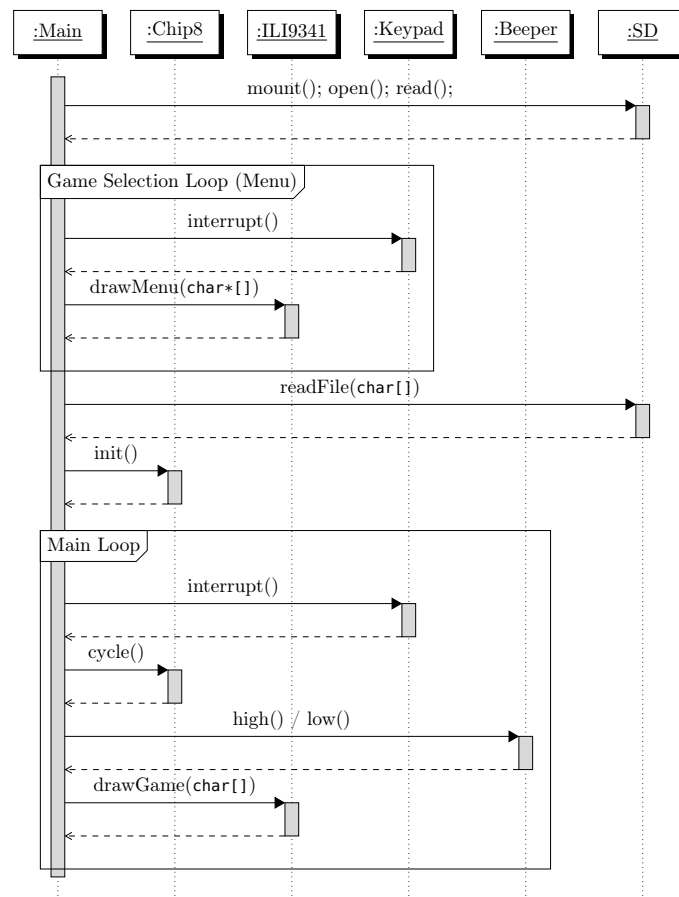 :Main :Chip8 :ILI9341 :Keypad :Beeper :SD
mount(); open(); read();
Game Selection Loop (Menu)
interrupt()
drawMenu(char*[])
readFile(char[])
init()
Main Loop
interrupt()
cycle()
high() / low()
drawGame(char[])